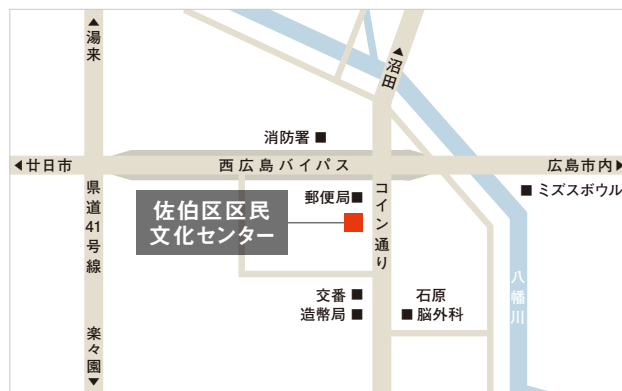 ▲湯来
▲沼田
消防署 ■
◀廿日市
西広島バイパス
広島市内▶
県道41号線
佐伯区区民
文化センター
郵便局■
コイン通り
■ ミズスボウル
八幡川
交番 ■
造幣局 ■
石原
■ 脳外科
楽々園▼